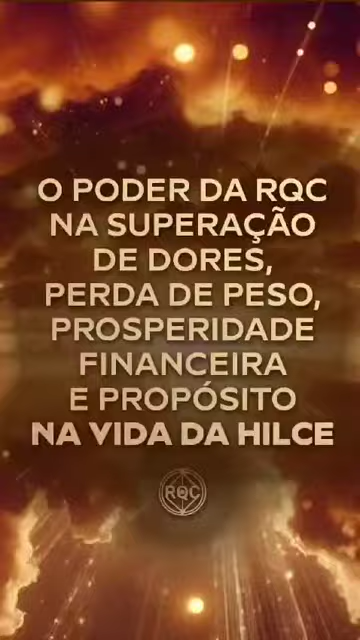 O PODER DA RQC
NA SUPERAÇÃO
DE DORES,
PERDA DE PESO,
PROSPERIDADE
FINANCEIRA
E PROPÓSITO
NA VIDA DA HILCE
RQC